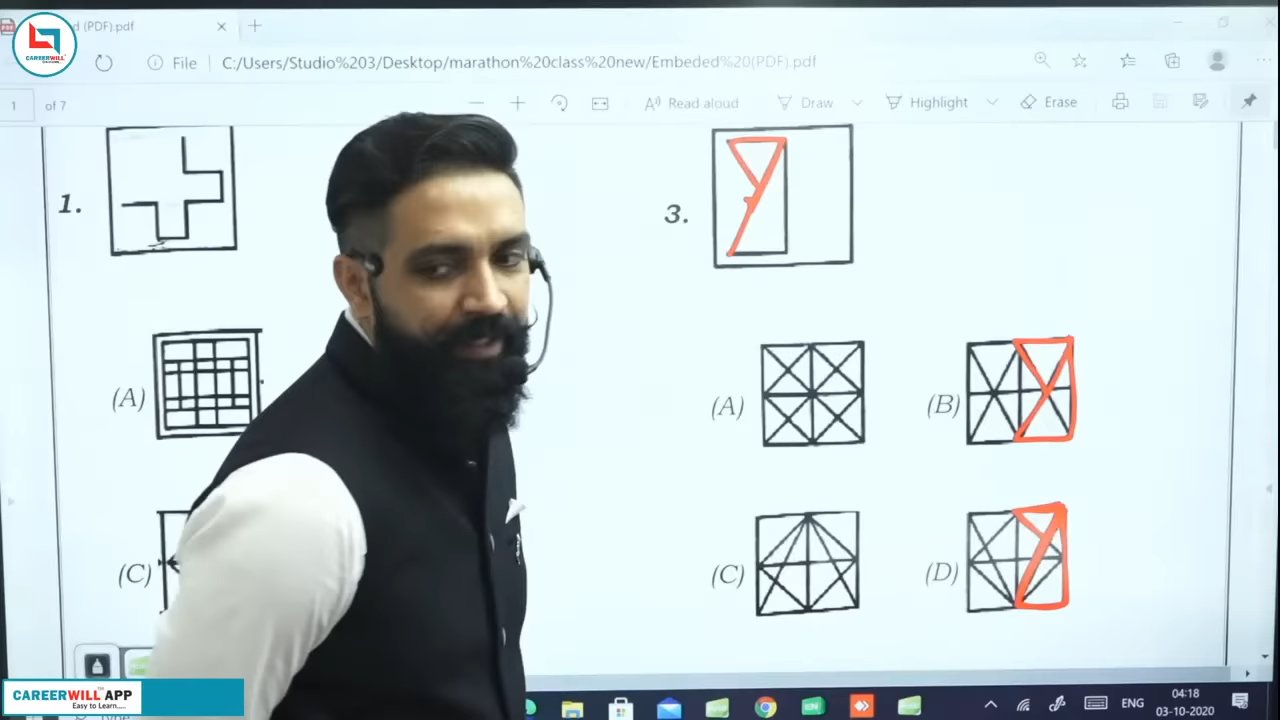 d (PDF).pdf
CAREERWILL
1 of 7
File C:/Users/Studio%203/Desktop/marathon%20class%20new/Embeded%20(PDF).pdf
Read aloud
Draw
Highlight
Erase
1.
3.
(A)
(A)
(B)
(C)
(C)
(D)
CAREERWILL APP
Easy to Learn.....
Type
ENG
04:18
03-10-2020